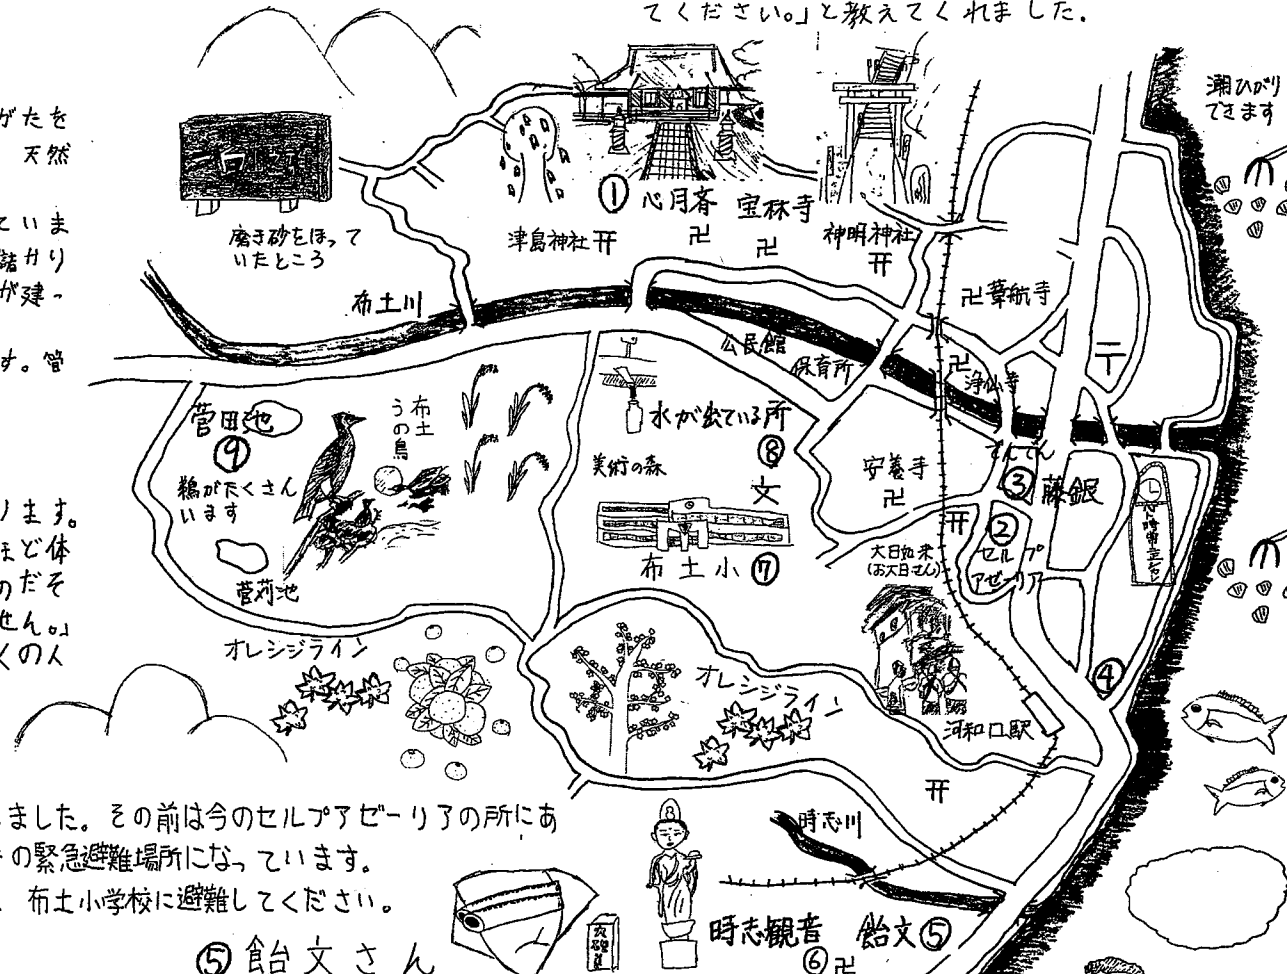 てください。」と教えてくれました.
がたを
天然
ていま
詰かり
が建っ
す。管
ります。
ほど体
のだそ
せん。」
くの人
潮ひがり
できます
磨き砂をほって
いたところ
津島神社
① 心月斉
宝林寺
神明神社
布土川
葦航寺
公民館
保育所
浄仙寺
〒
菅田池
⑨
布土
うの鳥
鵜がたくさん
います
菅苅池
水が出ている所
⑧
美術の森
文
布土小⑦
安養寺
てんてん
③ 藤銀
②
セルプ
アゼーリア
大日如来
(お大日さん)
④
オレンジライン
オレンジライン
河和口駅
時志川
ました。その前は今のセルプアゼーリアの所にあ
の緊急避難場所になっています。
布土小学校に避難してください。
時志観音
⑥
飴文⑤
⑤ 飴文さん